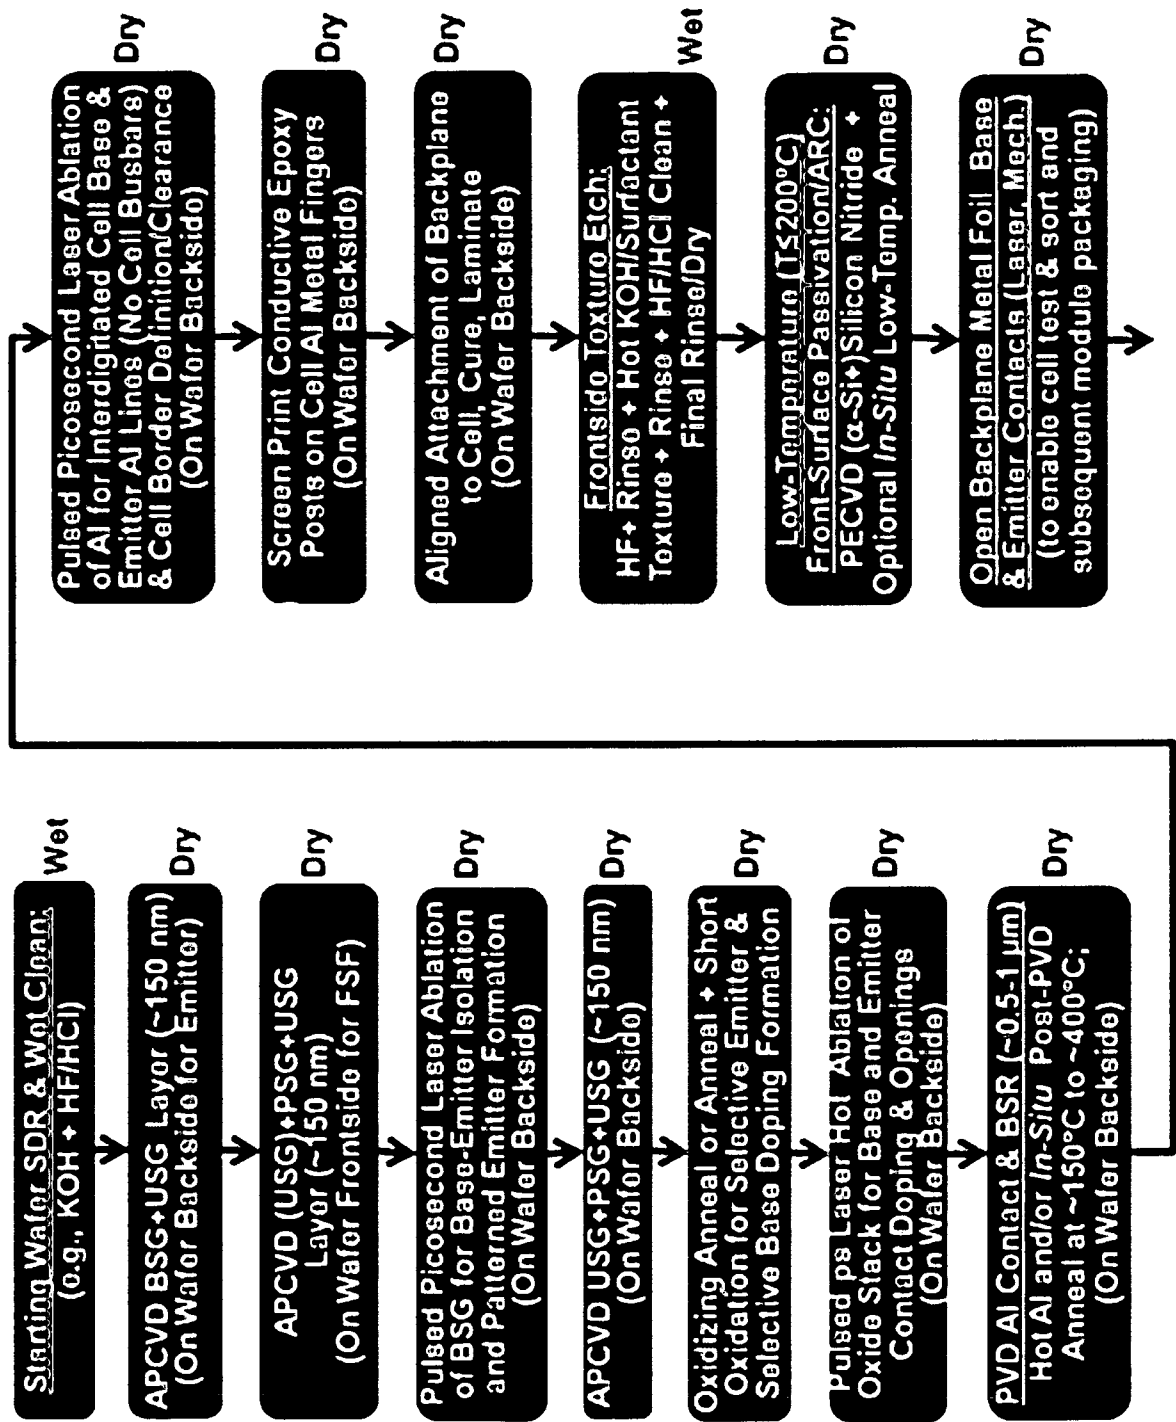 Starting Wafer SDR & Wet Clean:
(e.g., KOH + HF/HCl)
Wet
APCVD BSG+USG Layer (~150 nm)
(On Wafer Backside for Emitter)
Dry
APCVD (USG)+PSG+USG
Layer (~150 nm)
(On Wafer Frontside for FSF)
Dry
Pulsed Picosecond Laser Ablation
of BSG for Base-Emitter Isolation
and Patterned Emitter Formation
(On Wafer Backside)
Dry
APCVD USG+PSG+USG (~150 nm)
(On Wafer Backside)
Dry
Oxidizing Anneal or Anneal + Short
Oxidation for Selective Emitter &
Selective Base Doping Formation
Dry
Pulsed ps Laser Hot Ablation of
Oxide Stack for Base and Emitter
Contact Doping & Openings
(On Wafer Backside)
Dry
PVD Al Contact & BSR (~0.5-1 µm)
Hot Al and/or In-Situ Post-PVD
Anneal at ~150°C to ~400°C;
(On Wafer Backside)
Dry
Pulsed Picosecond Laser Ablation
of Al for Interdigitated Cell Base &
Emitter Al Lines (No Cell Busbars)
& Cell Border Definition/Clearance
(On Wafer Backside)
Dry
Screen Print Conductive Epoxy
Posts on Cell Al Metal Fingers
(On Wafer Backside)
Dry
Aligned Attachment of Backplane
to Cell, Cure, Laminate
(On Wafer Backside)
Dry
Frontside Texture Etch:
HF+ Rinse + Hot KOH/Surfactant
Texture + Rinse + HF/HCl Clean +
Final Rinse/Dry
Wet
Low-Temperature (T≤200°C)
Front-Surface Passivation/ARC:
PECVD (α-Si+)Silicon Nitride +
Optional In-Situ Low-Temp. Anneal
Dry
Open Backplane Metal Foil Base
& Emitter Contacts (Laser, Mech.)
(to enable cell test & sort and
subsequent module packaging)
Dry